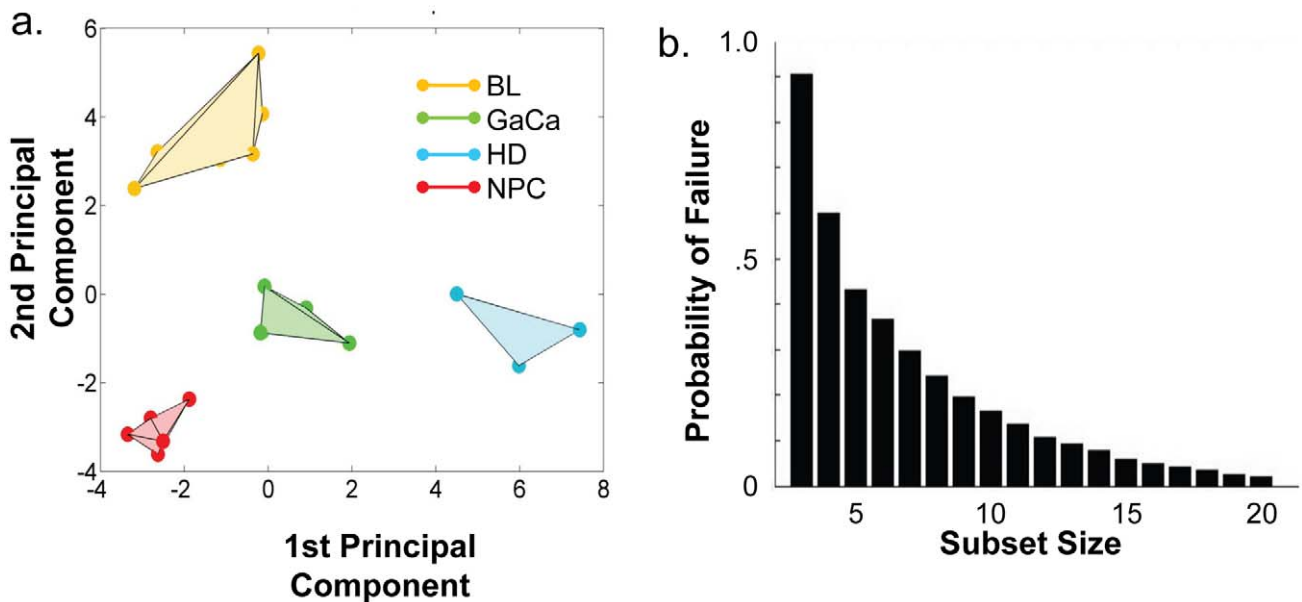 a.
6
4
2
0
-2
-4
-4 -2 0 2 4 6 8
2nd Principal
Component
1st Principal
Component
BL
GaCa
HD
NPC
b.
1.0
.5
0
5 10 15 20
Probability of Failure
Subset Size